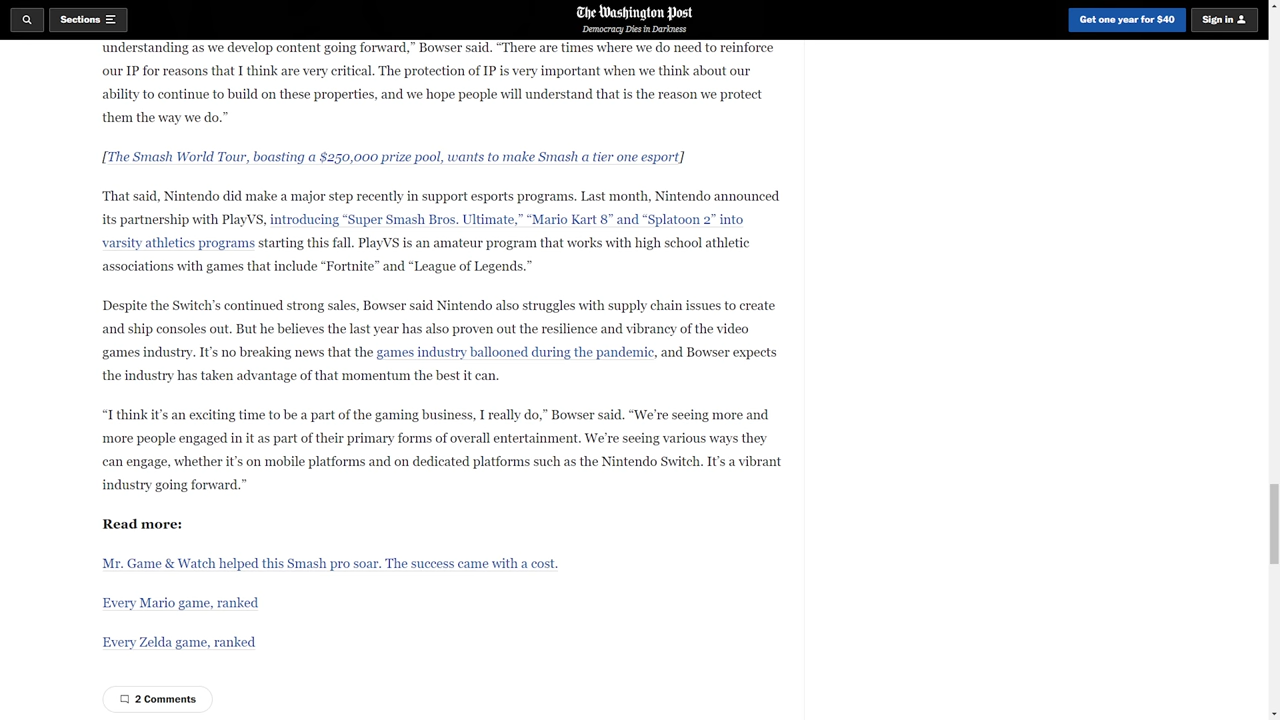 Sections
The Washington Post
Democracy Dies in Darkness
Get one year for $40
Sign in
understanding as we develop content going forward,” Bowser said. “There are times where we do need to reinforce
our IP for reasons that I think are very critical. The protection of IP is very important when we think about our
ability to continue to build on these properties, and we hope people will understand that is the reason we protect
them the way we do.”
[The Smash World Tour, boasting a $250,000 prize pool, wants to make Smash a tier one esport]
That said, Nintendo did make a major step recently in support esports programs. Last month, Nintendo announced
its partnership with PlayVS, introducing “Super Smash Bros. Ultimate,” “Mario Kart 8” and “Splatoon 2” into
varsity athletics programs starting this fall. PlayVS is an amateur program that works with high school athletic
associations with games that include “Fortnite” and “League of Legends.”
Despite the Switch’s continued strong sales, Bowser said Nintendo also struggles with supply chain issues to create
and ship consoles out. But he believes the last year has also proven out the resilience and vibrancy of the video
games industry. It’s no breaking news that the games industry ballooned during the pandemic, and Bowser expects
the industry has taken advantage of that momentum the best it can.
“I think it’s an exciting time to be a part of the gaming business, I really do,” Bowser said. “We’re seeing more and
more people engaged in it as part of their primary forms of overall entertainment. We’re seeing various ways they
can engage, whether it’s on mobile platforms and on dedicated platforms such as the Nintendo Switch. It’s a vibrant
industry going forward.”
Read more:
Mr. Game & Watch helped this Smash pro soar. The success came with a cost.
Every Mario game, ranked
Every Zelda game, ranked
2 Comments